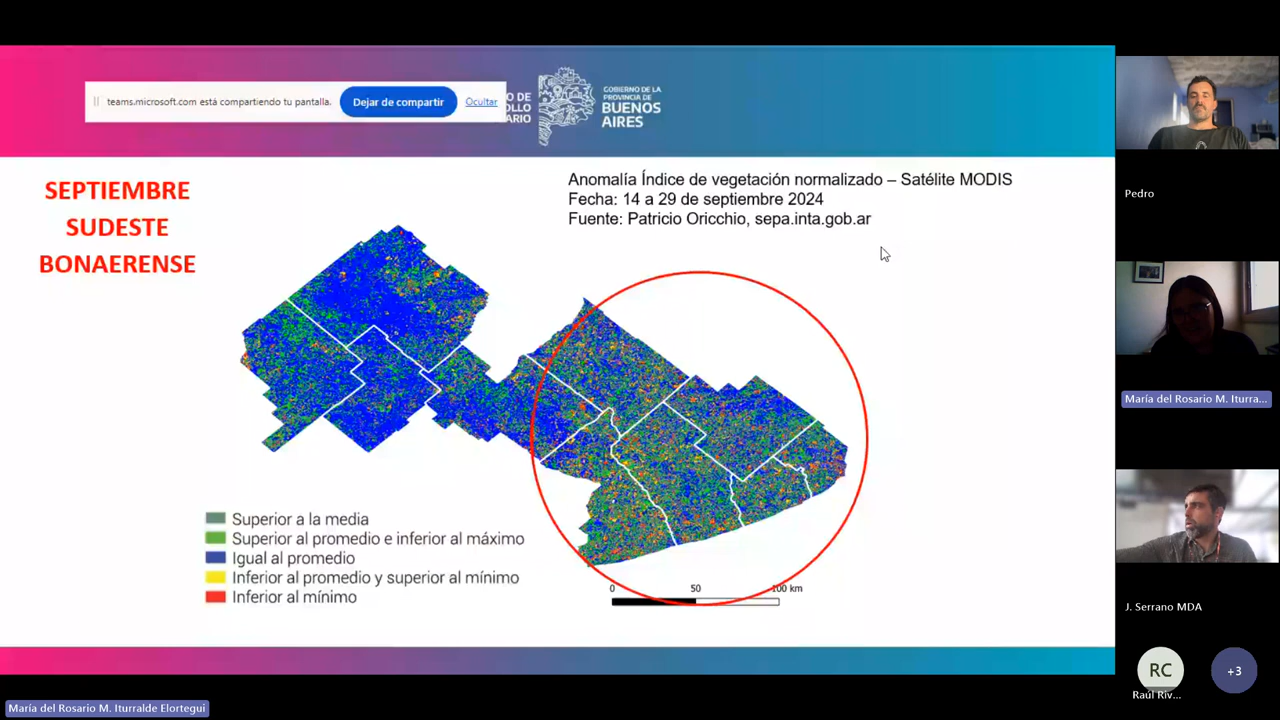 teams.microsoft.com está compartiendo tu pantalla.
Dejar de compartir
Ocultar
O DE
OLLO
ARIO
GOBIERNO DE LA
PROVINCIA DE
BUENOS
AIRES
SEPTIEMBRE
SUDESTE
BONAERENSE
Anomalía Índice de vegetación normalizado – Satélite MODIS
Fecha: 14 a 29 de septiembre 2024
Fuente: Patricio Oricchio, sepa.inta.gob.ar
Superior a la media
Superior al promedio e inferior al máximo
Igual al promedio
Inferior al promedio y superior al mínimo
Inferior al mínimo
0 50 100 km
Pedro
María del Rosario M. Iturra...
J. Serrano MDA
RC
Raúl Riv...
+3
María del Rosario M. Iturralde Elortegui